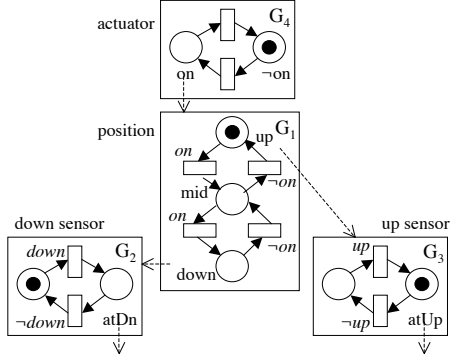 actuator
G4
on
¬on
position
G1
up
on
¬on
mid
on
¬on
down
down sensor
up sensor
down
G2
up
G3
¬down
atDn
¬up
atUp